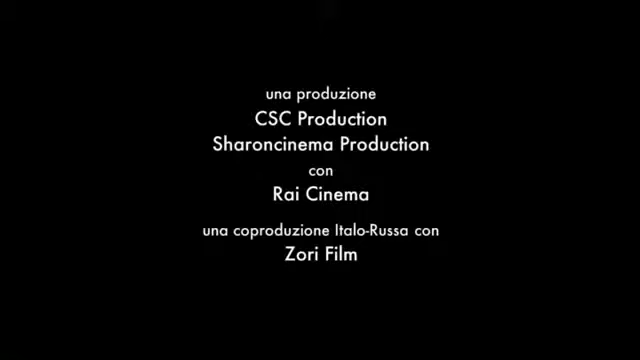 una produzione
CSC Production
Sharoncinema Production
con
Rai Cinema
una coproduzione Italo-Russa con
Zori Film